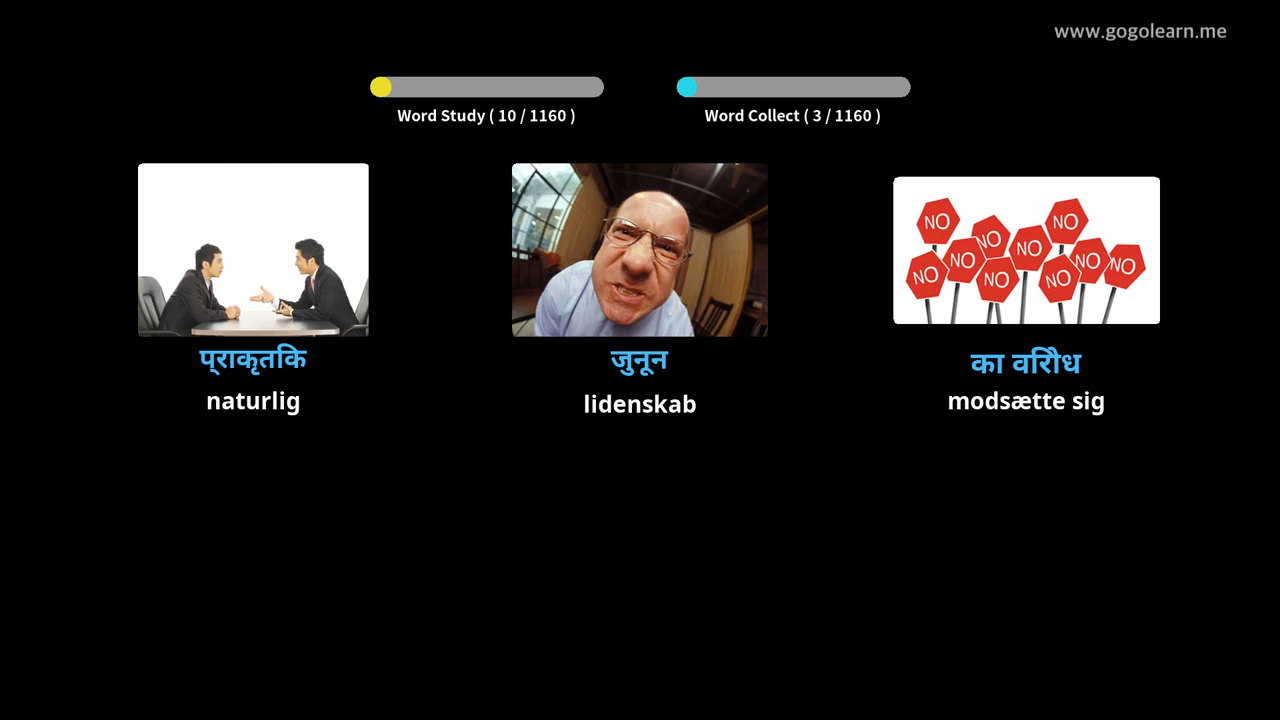 www.gogolearn.me
Word Study ( 10 / 1160 )
Word Collect ( 3 / 1160 )
NO NO NO NO NO NO NO NO NO NO
प्राकृतकि
naturlig
जुनून
lidenskab
का वरिोध
modsætte sig